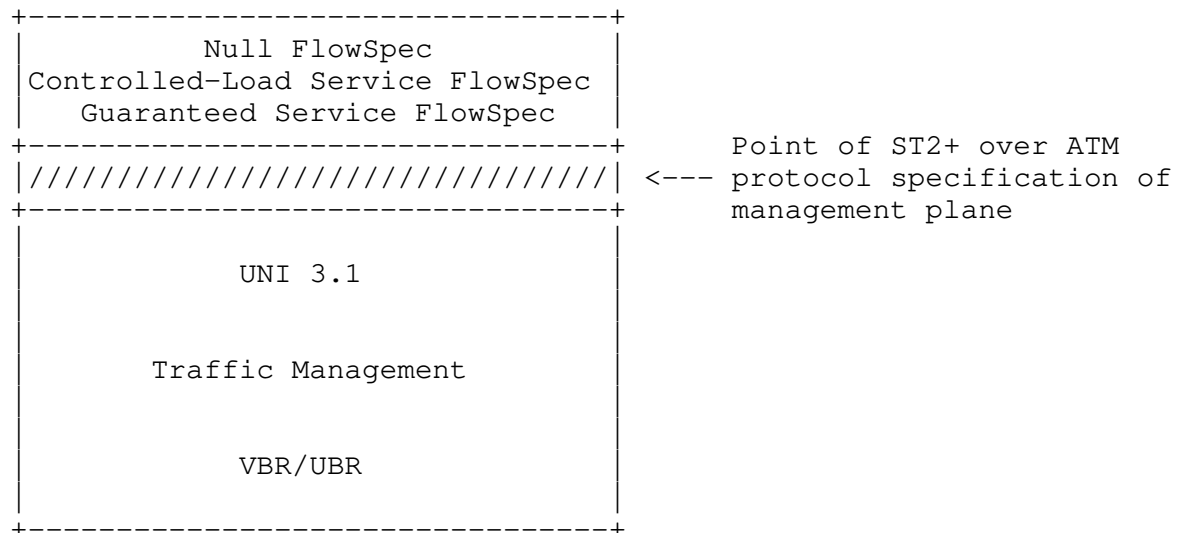 Null FlowSpec
Controlled-Load Service FlowSpec
Guaranteed Service FlowSpec
Point of ST2+ over ATM
///////////////////////////////// <--- protocol specification of
management plane
UNI 3.1
Traffic Management
VBR/UBR